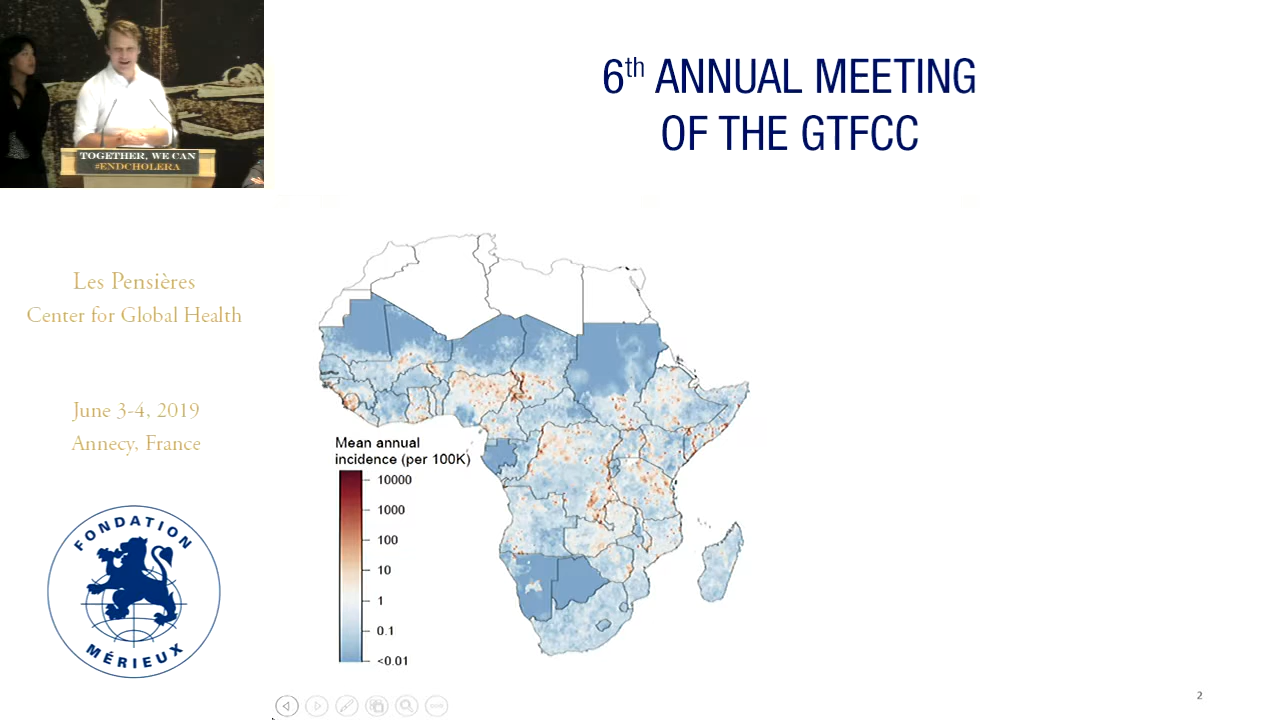 TOGETHER, WE CAN
#ENDCHOLERA
6th ANNUAL MEETING
OF THE GTFCC
Les Pensières
Center for Global Health
June 3-4, 2019
Annecy, France
FONDATION
MÉRIEUX
Mean annual
incidence (per 100K)
10000
1000
100
10
1
0.1
<0.01
2